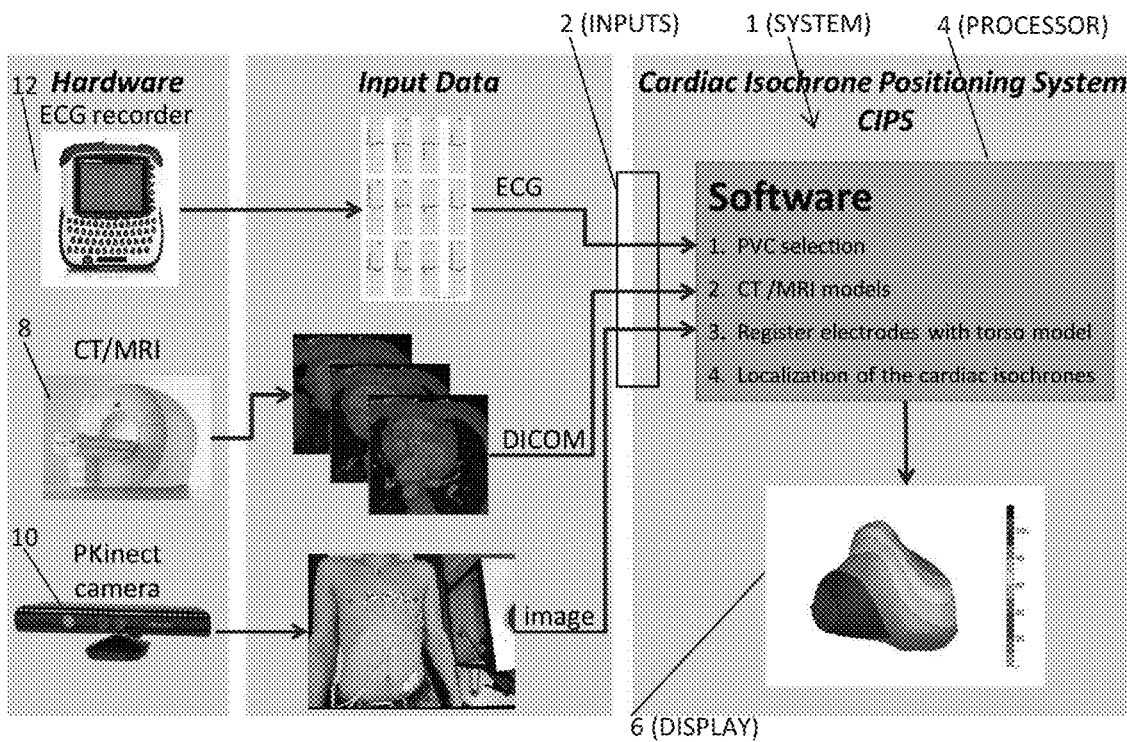 2 (INPUTS)
1 (SYSTEM)
4 (PROCESSOR)
Hardware
12
ECG recorder
8
CT/MRI
10
PKinect
camera
Input Data
ECG
DICOM
image
Cardiac Isochrone Positioning System
CIPS
Software
1. PVC selection
2. CT /MRI models
3. Register electrodes with torso model
4. Localization of the cardiac isochrones
6 (DISPLAY)